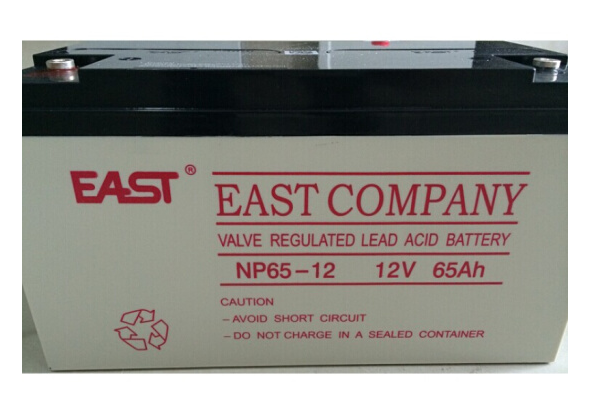 EAST®
EAST COMPANY
VALVE REGULATED LEAD ACID BATTERY
NP65-12 12V 65Ah
CAUTION
- AVOID SHORT CIRCUIT
- DO NOT CHARGE IN A SEALED CONTAINER